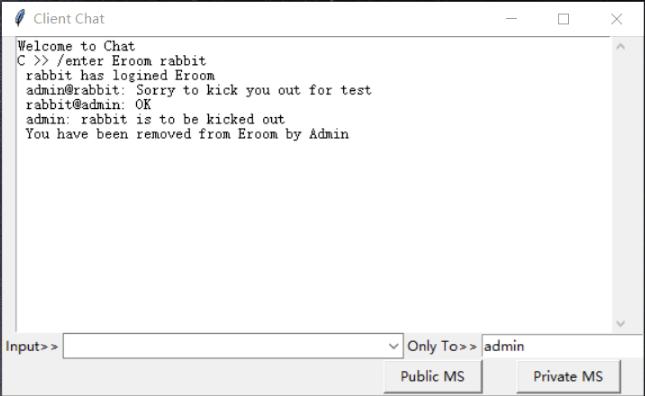 Client Chat
Welcome to Chat
C >> /enter Eroom rabbit
rabbit has logined Eroom
admin@rabbit: Sorry to kick you out for test
rabbit@admin: OK
admin: rabbit is to be kicked out
You have been removed from Eroom by Admin
Input>> Only To>> admin
Public MS Private MS